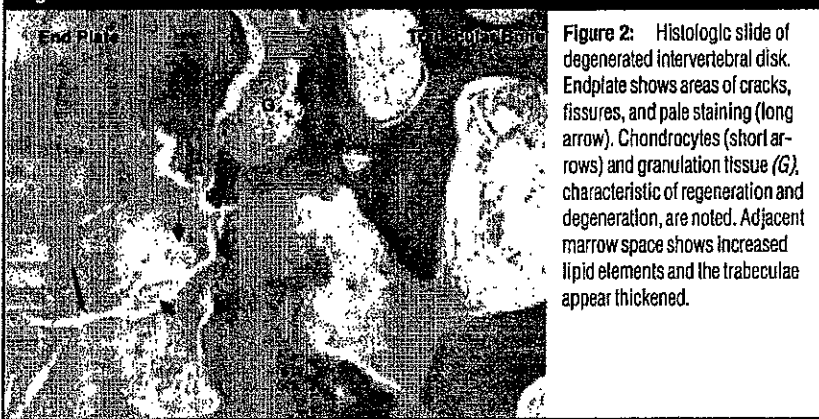 End Plate
Trabecular Bone
G
Figure 2: Histologic slide of
degenerated intervertebral disk.
Endplate shows areas of cracks,
fissures, and pale staining (long
arrow). Chondrocytes (short ar-
rows) and granulation tissue (G),
characteristic of regeneration and
degeneration, are noted. Adjacent
marrow space shows increased
lipid elements and the trabeculae
appear thickened.